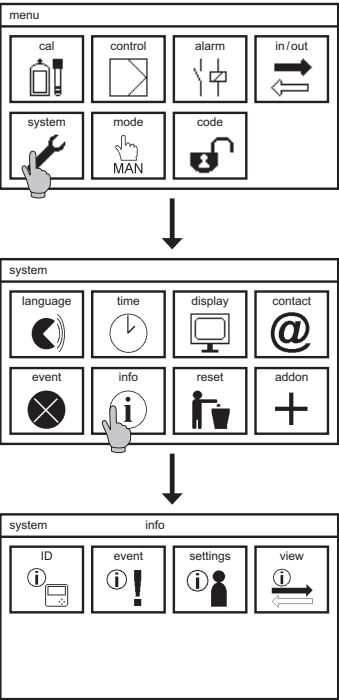 menu
cal control alarm in/out
system mode code
MAN
system
language time display contact
@
event info reset addon
i
system info
ID event settings view
i i i i